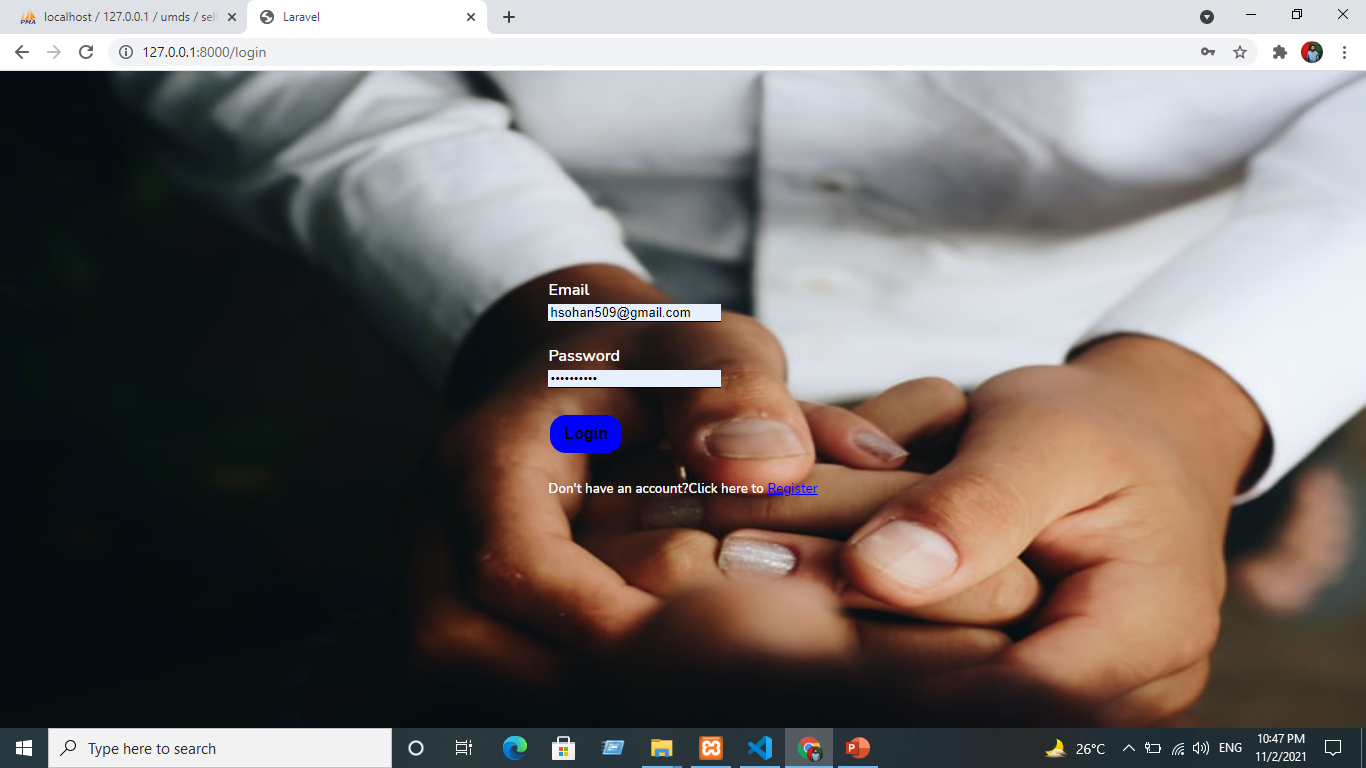 PMA
localhost / 127.0.0.1 / umds / sell
Laravel
127.0.0.1:8000/login
Email
hsohan509@gmail.com
Password
••••••••••
Login
Don't have an account?Click here to Register
Type here to search
26°C
ENG
10:47 PM
11/2/2021